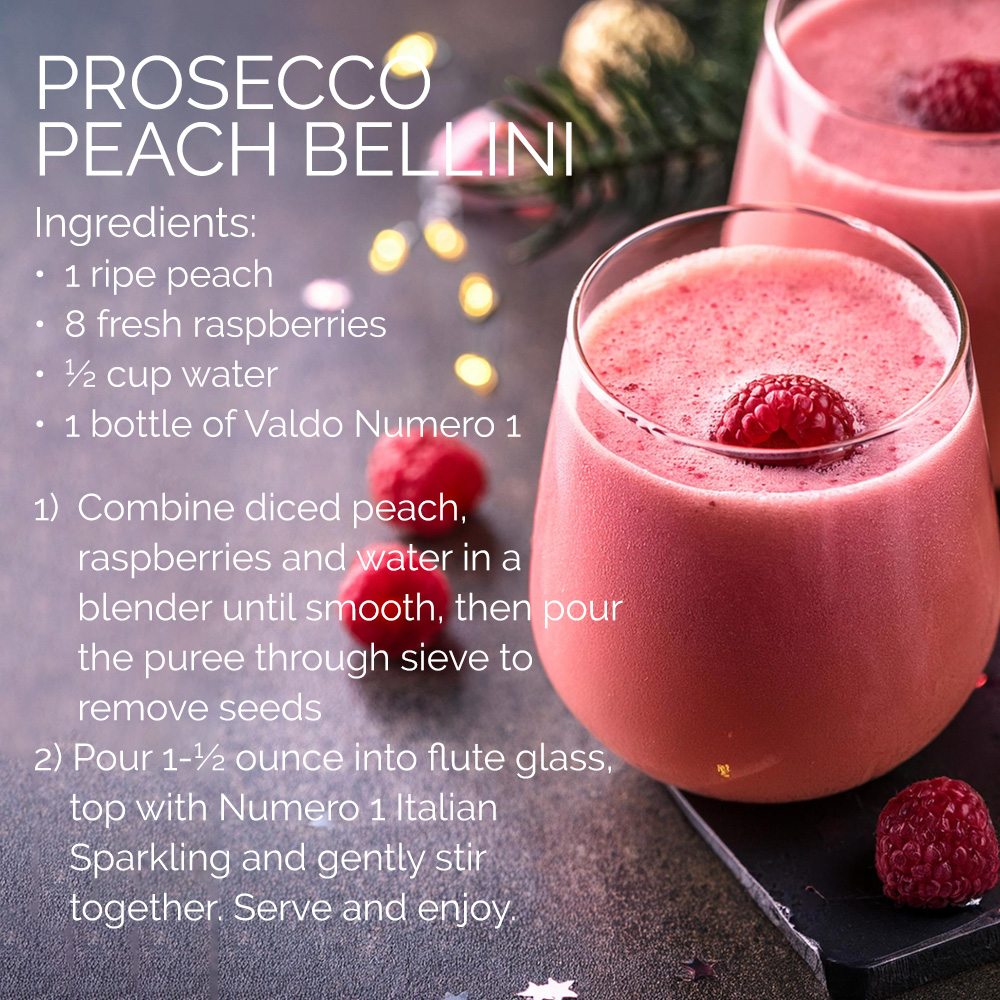 PROSECCO
PEACH BELLINI
Ingredients:
• 1 ripe peach
• 8 fresh raspberries
• ½ cup water
• 1 bottle of Valdo Numero 1
1) Combine diced peach,
raspberries and water in a
blender until smooth, then pour
the puree through sieve to
remove seeds
2) Pour 1-½ ounce into flute glass,
top with Numero 1 Italian
Sparkling and gently stir
together. Serve and enjoy.